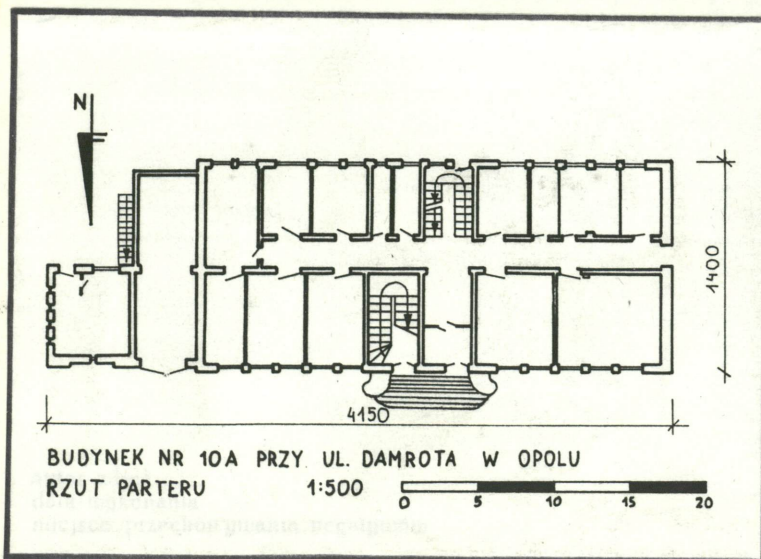 N
1400
4150
BUDYNEK NR 10A PRZY UL. DAMROTA W OPOLU
RZUT PARTERU 1:500
0 5 10 15 20